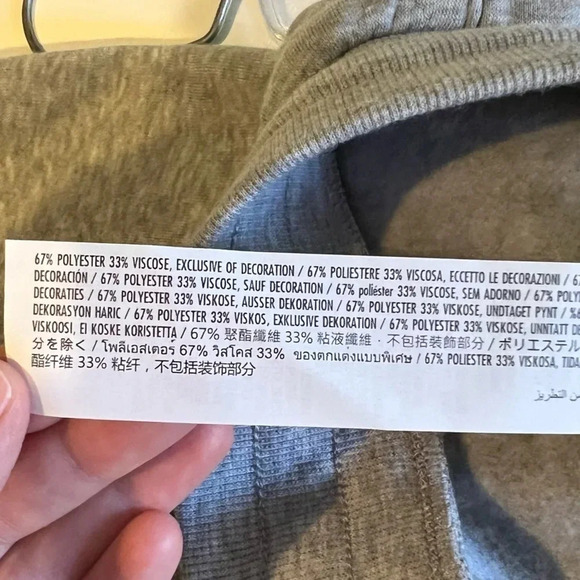 67% POLYESTER 33% VISCOSE, EXCLUSIVE OF DECORATION / 67% POLIESTERE 33% VISCOSA, ECCETTO LE DECORAZIONI / 67
DECORACIÓN / 67% POLYESTER 33% VISCOSE, SAUF DECORATION / 67% poliéster 33% VISCOSE, SEM ADORNO / 67% POLY
DECORATIES / 67% POLYESTER 33% VISKOSE, AUSSER DEKORATION / 67% POLYESTER 33% VISKOSE, UNDTAGET PYNT / %6
DEKORASYON HARIC / 67% POLYESTER 33% VISKOS, EXKLUSIVE DEKORATION / 67% POLYESTER 33% VISKOSE, UNNTATT DE
VISKOOSI, EI KOSKE KORISTETTA / 67% 聚酯纖維 33% 粘液纖維，不包括裝飾部分 / ポリエステル
分を除く / โพลีเอสเตอร์ 67% วิสโคส 33% ของตกแต่งแบบพิเศษ / 67% POLIESTER 33% VISKOSA, TIDA
酯纤维 33% 粘纤，不包括装饰部分
من التطريز